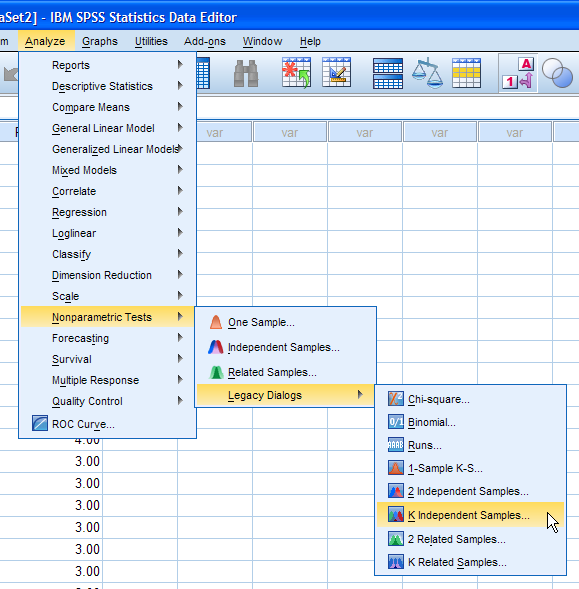 aSet2] - IBM SPSS Statistics Data Editor
m Analyze Graphs Utilities Add-ons Window Help
Reports
Descriptive Statistics
Compare Means
General Linear Model
Generalized Linear Models
Mixed Models
Correlate
Regression
Loglinear
Classify
Dimension Reduction
Scale
Nonparametric Tests
Forecasting
Survival
Multiple Response
Quality Control
ROC Curve...
var var var var var
A
1
One Sample...
Independent Samples...
Related Samples...
Legacy Dialogs
Chi-square...
Binomial...
Runs...
1-Sample K-S...
2 Independent Samples...
K Independent Samples...
2 Related Samples...
K Related Samples...
0/1
AAAB
4.00
3.00
3.00
3.00
3.00
3.00
3.00